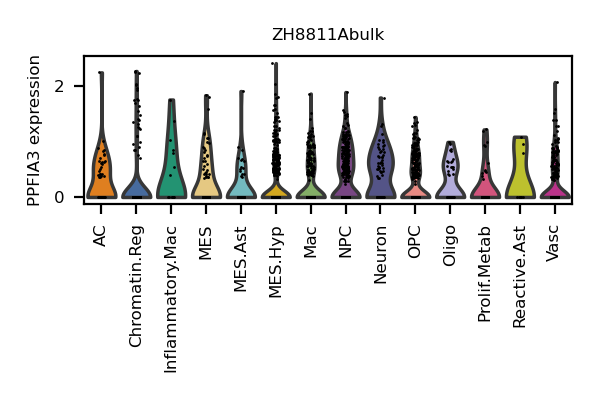 ZH8811Abulk
PPFIA3 expression
2
0
AC
Chromatin.Reg
Inflammatory.Mac
MES
MES.Ast
MES.Hyp
Mac
NPC
Neuron
OPC
Oligo
Prolif.Metab
Reactive.Ast
Vasc